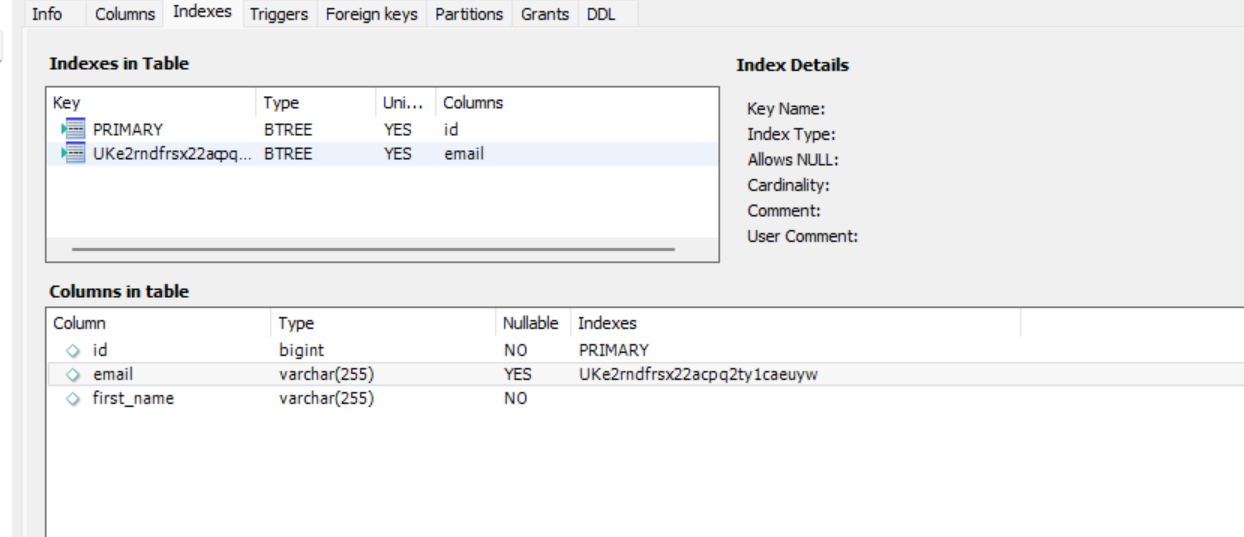 Info Columns Indexes Triggers Foreign keys Partitions Grants DDL
Indexes in Table
Key Type Uni... Columns
PRIMARY BTREE YES id
UKe2rndfrsx22acpq... BTREE YES email
Index Details
Key Name:
Index Type:
Allows NULL:
Cardinality:
Comment:
User Comment:
Columns in table
Column Type Nullable Indexes
id bigint NO PRIMARY
email varchar(255) YES UKe2rndfrsx22acpq2ty1caeuyw
first_name varchar(255) NO